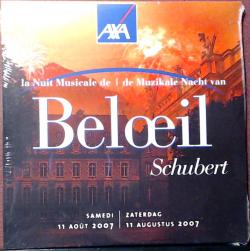 AXA
la Nuit Musicale de | de Muzikale Nacht van
Belœil
Schubert
SAMEDI | ZATERDAG
11 AOÛT 2007 | 11 AUGUSTUS 2007